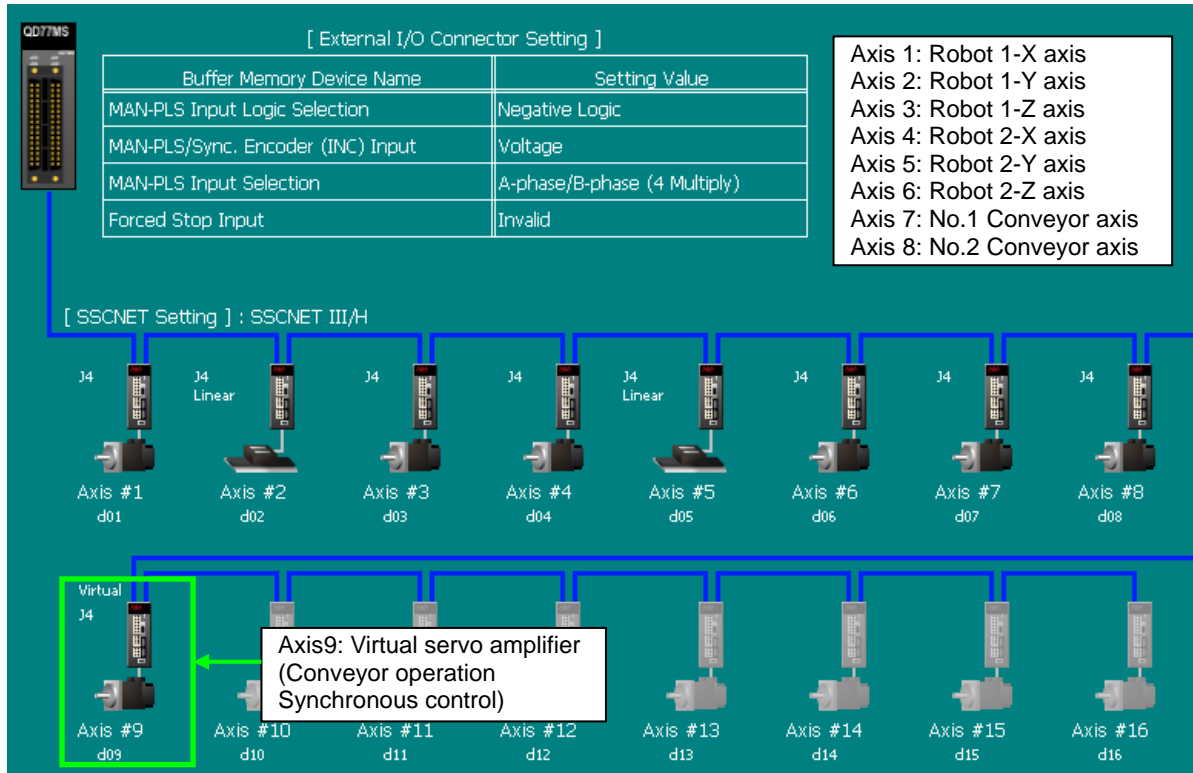 QD77MS
[ External I/O Connector Setting ]
Buffer Memory Device Name Setting Value
MAN-PLS Input Logic Selection Negative Logic
MAN-PLS/Sync. Encoder (INC) Input Voltage
MAN-PLS Input Selection A-phase/B-phase (4 Multiply)
Forced Stop Input Invalid
Axis 1: Robot 1-X axis
Axis 2: Robot 1-Y axis
Axis 3: Robot 1-Z axis
Axis 4: Robot 2-X axis
Axis 5: Robot 2-Y axis
Axis 6: Robot 2-Z axis
Axis 7: No.1 Conveyor axis
Axis 8: No.2 Conveyor axis
[ SSCNET Setting ] : SSCNET III/H
J4 J4 J4 J4 J4 J4 J4 J4
Linear Linear
Axis #1 Axis #2 Axis #3 Axis #4 Axis #5 Axis #6 Axis #7 Axis #8
d01 d02 d03 d04 d05 d06 d07 d08
Virtual
J4
Axis9: Virtual servo amplifier
(Conveyor operation
Synchronous control)
Axis #9 Axis #10 Axis #11 Axis #12 Axis #13 Axis #14 Axis #15 Axis #16
d09 d10 d11 d12 d13 d14 d15 d16